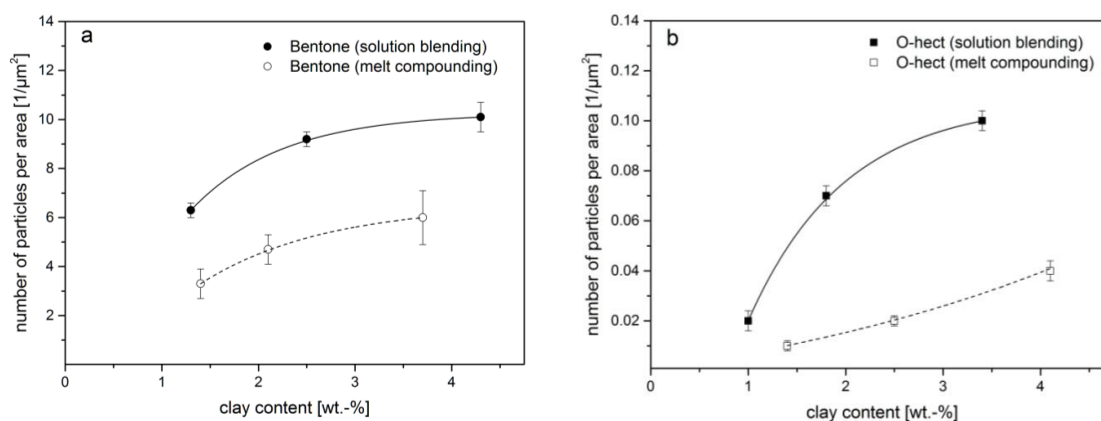 a
Bentone (solution blending)
Bentone (melt compounding)
number of particles per area [1/µm²]
14
12
10
8
6
4
2
0
1
2
3
4
clay content [wt.-%]
b
O-hect (solution blending)
O-hect (melt compounding)
number of particles per area [1/µm²]
0.14
0.12
0.10
0.08
0.06
0.04
0.02
0
1
2
3
4
clay content [wt.-%]